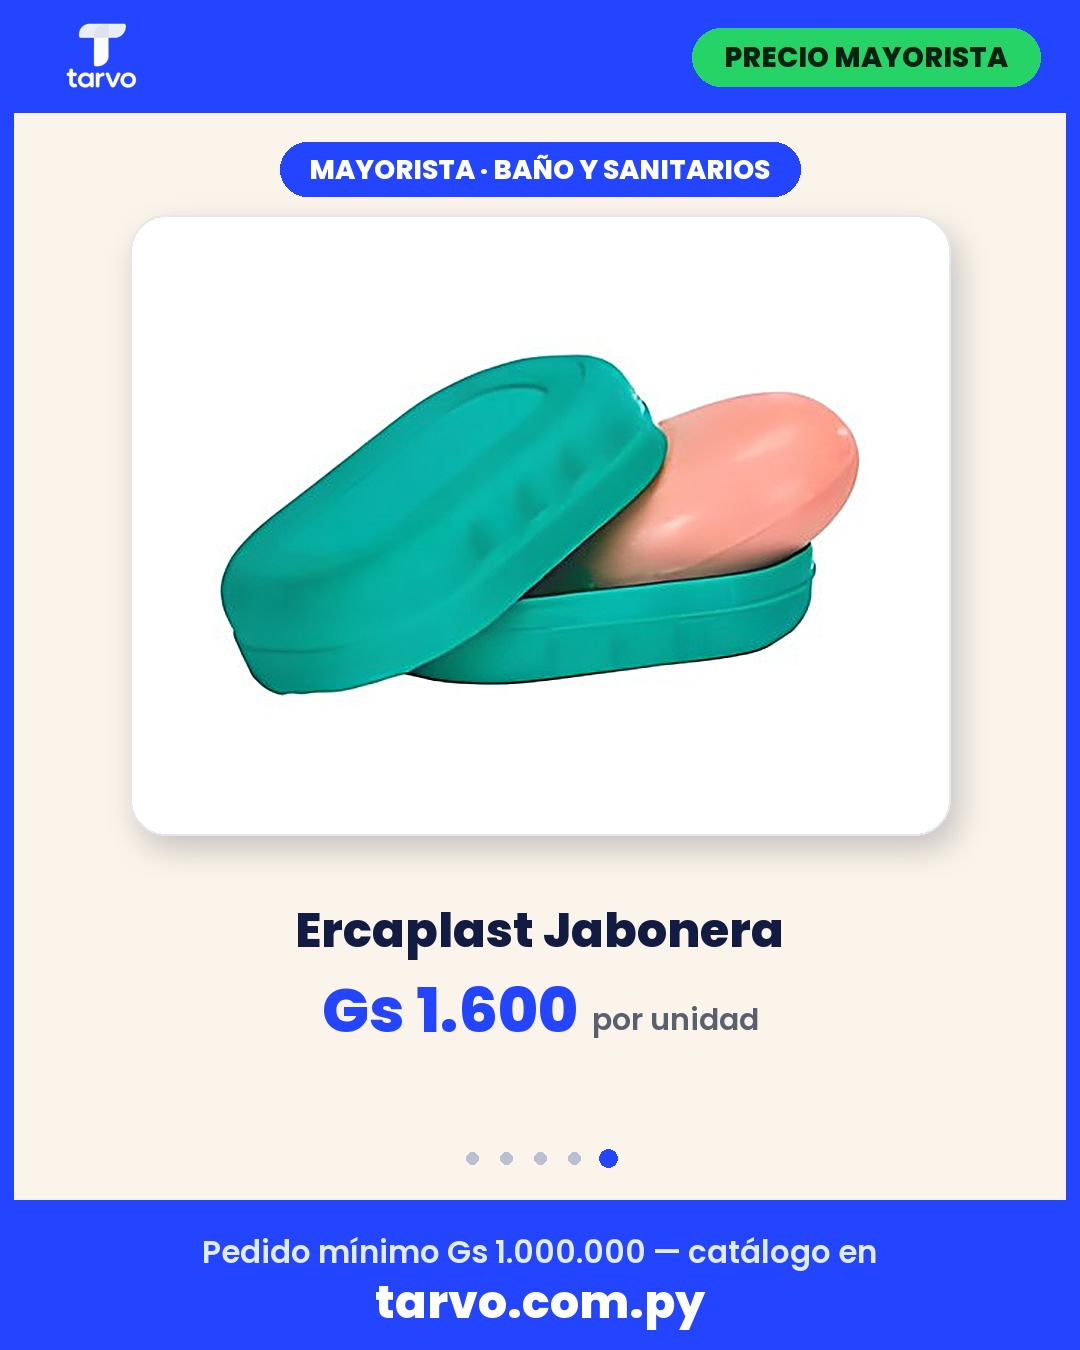 tarvo
PRECIO MAYORISTA
MAYORISTA · BAÑO Y SANITARIOS
Ercaplast Jabonera
Gs 1.600 por unidad
Pedido mínimo Gs 1.000.000 — catálogo en
tarvo.com.py